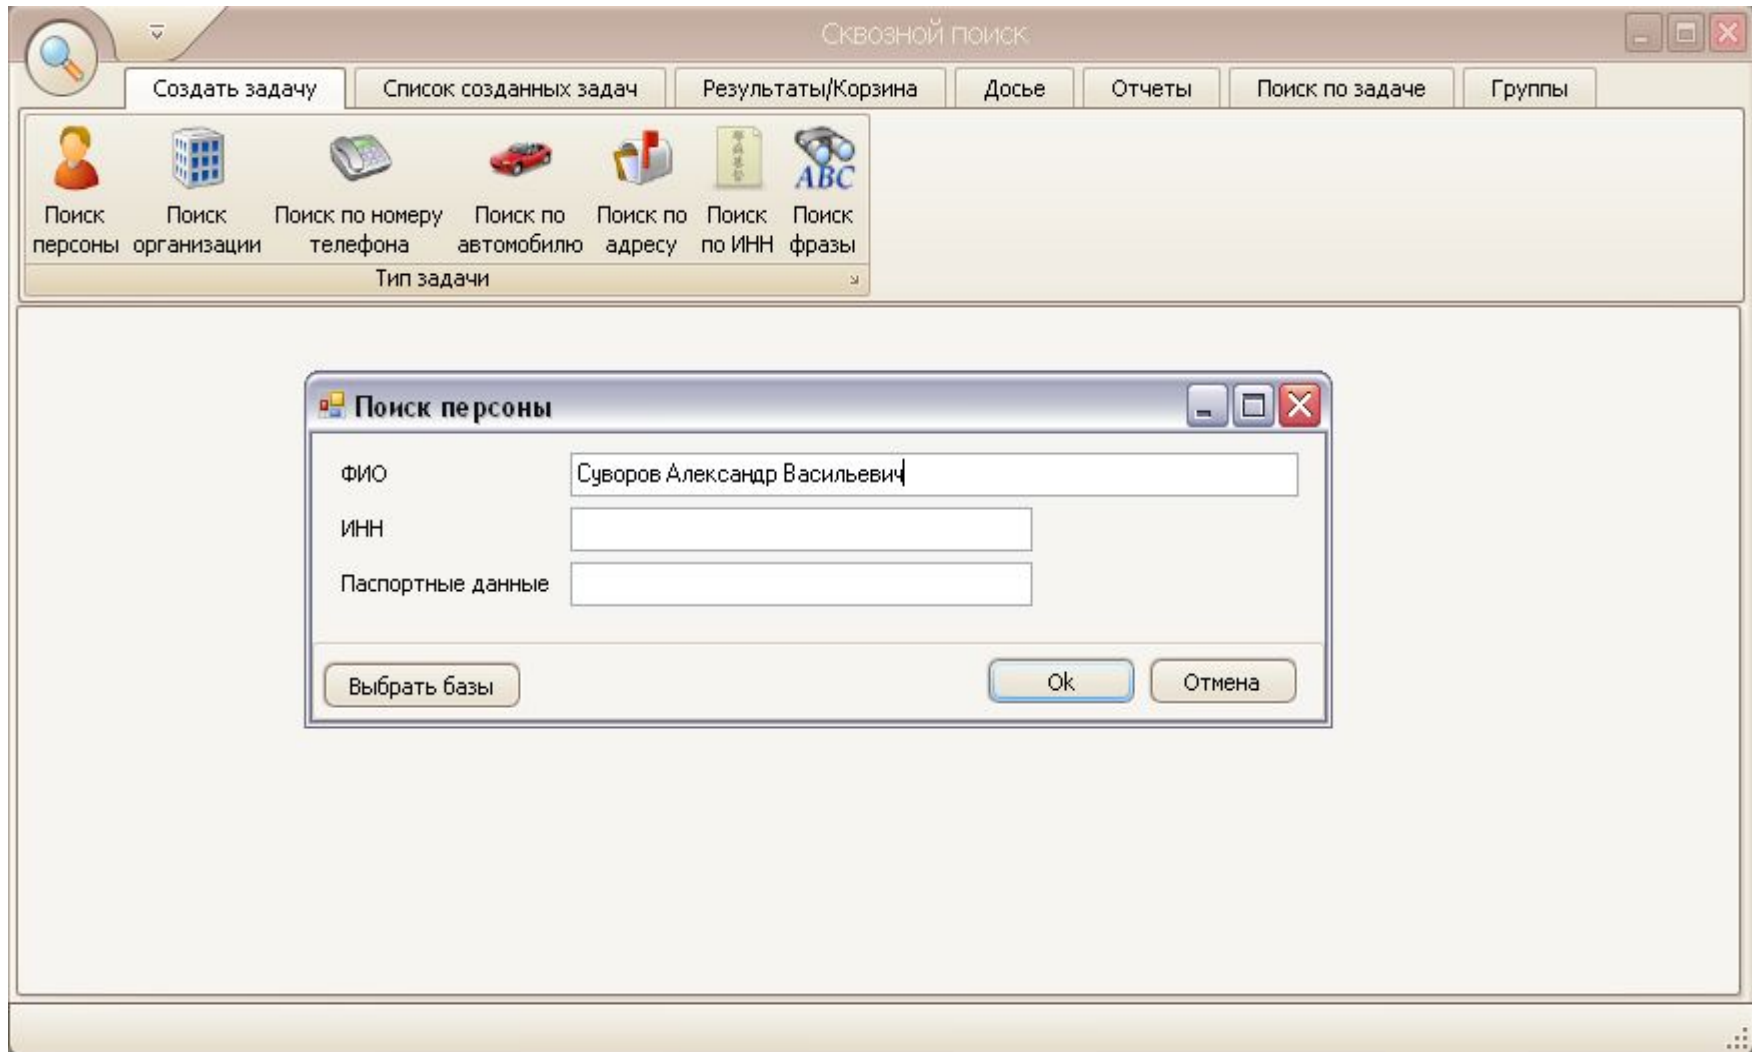 Сквозной поиск
Создать задачу
Список созданных задач
Результаты/Корзина
Досье
Отчеты
Поиск по задаче
Группы
Поиск
персоны
Поиск
организации
Поиск по номеру
телефона
Поиск по
автомобилю
Поиск по
адресу
Поиск
по ИНН
ABC
Поиск
фразы
Тип задачи
Поиск персоны
ФИО
Суворов Александр Васильевич
ИНН
Паспортные данные
Выбрать базы
Ok
Отмена